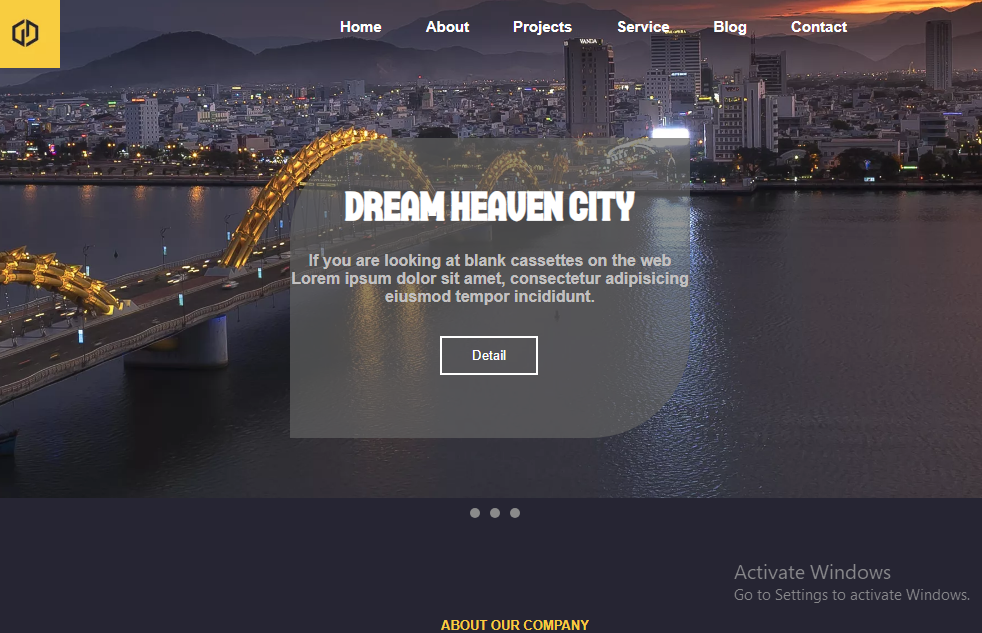 Home About Projects Service Blog Contact
VANDA
DREAM HEAVEN CITY
If you are looking at blank cassettes on the web
Lorem ipsum dolor sit amet, consectetur adipisicing
eiusmod tempor incididunt.
Detail
Activate Windows
Go to Settings to activate Windows.
ABOUT OUR COMPANY